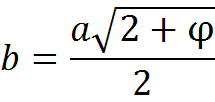 b = a√(2 + φ) / 2